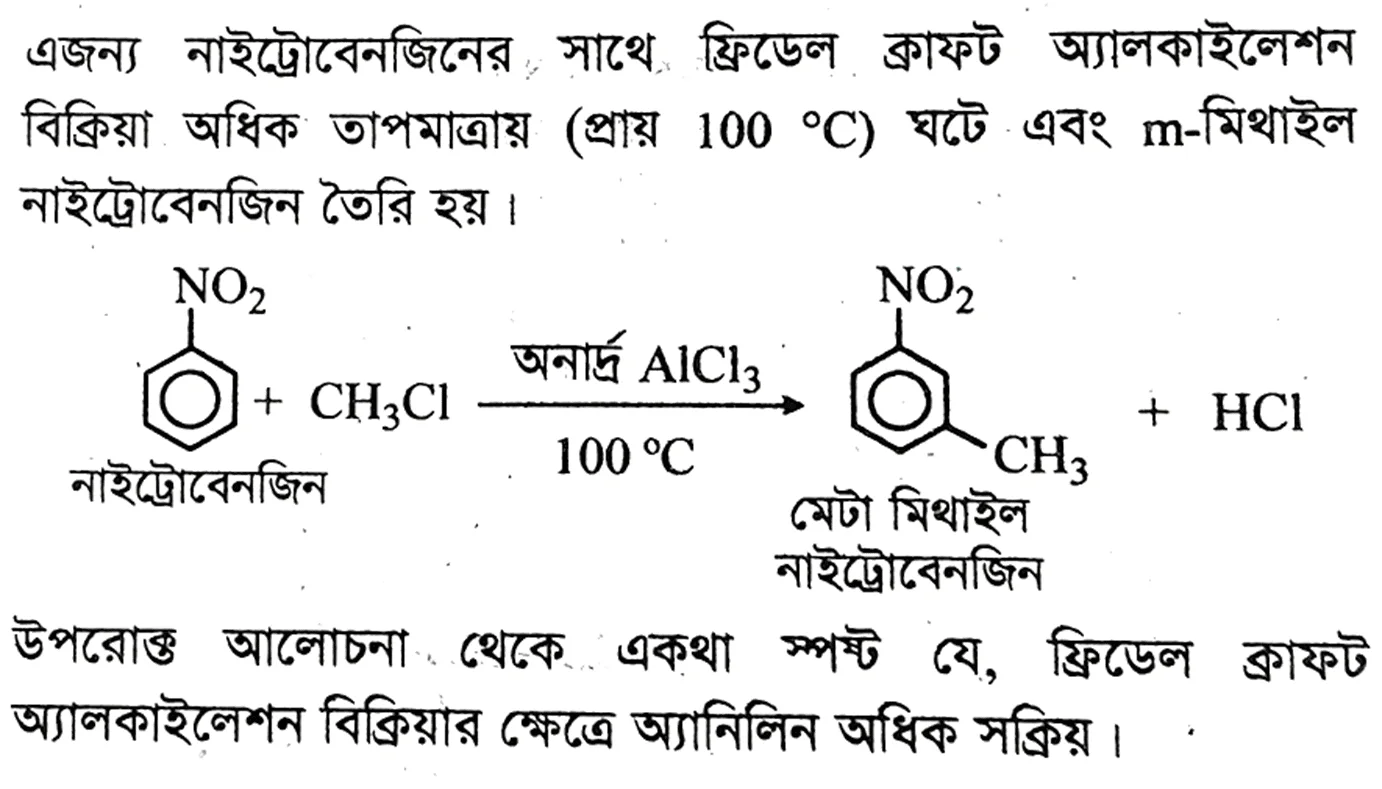 এজন্য নাইট্রোবেনজিনের সাথে ফ্রিডেল ক্রাফট অ্যালকাইলেশন
বিক্রিয়া অধিক তাপমাত্রায় (প্রায় 100 °C) ঘটে এবং m-মিথাইল
নাইট্রোবেনজিন তৈরি হয়।
NO₂
NO₂
অনার্দ্র AlCl₃
+ CH₃Cl
+ HCl
100 °C
CH₃
নাইট্রোবেনজিন
মেটা মিথাইল
নাইট্রোবেনজিন
উপরোক্ত আলোচনা থেকে একথা স্পষ্ট যে, ফ্রিডেল ক্রাফট
অ্যালকাইলেশন বিক্রিয়ার ক্ষেত্রে অ্যানিলিন অধিক সক্রিয়।